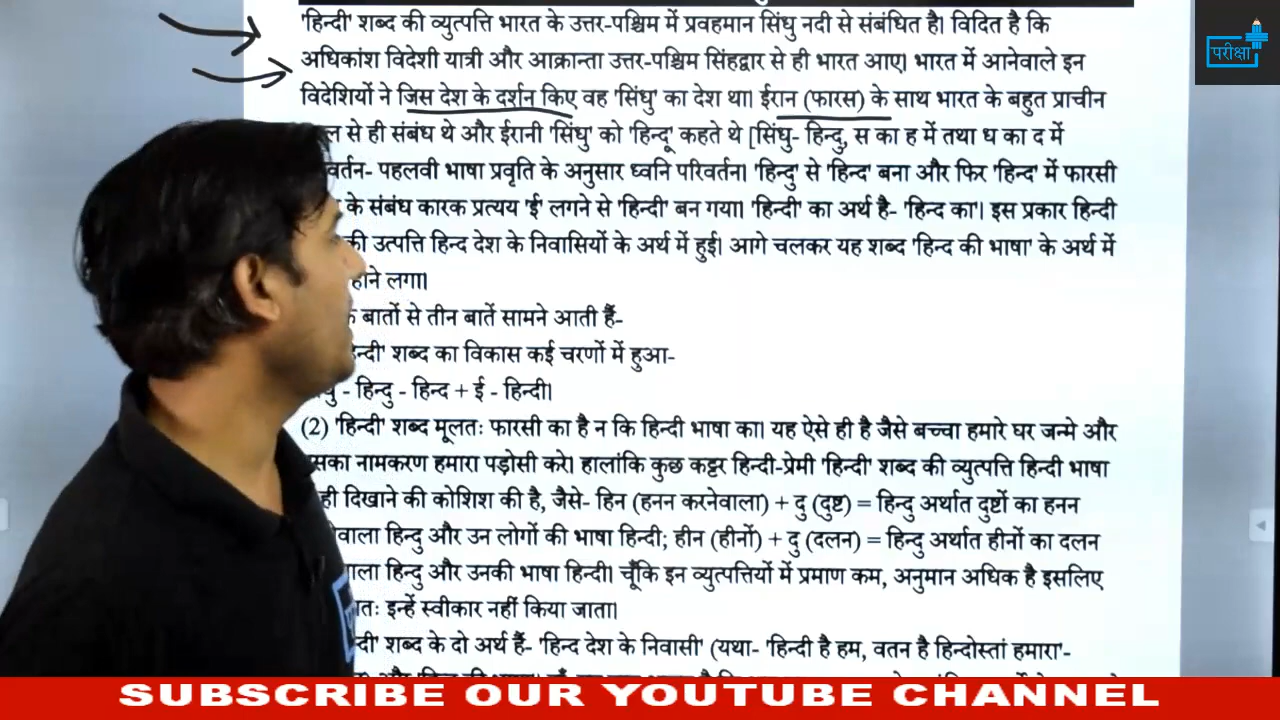 'हिन्दी' शब्द की व्युत्पत्ति भारत के उत्तर-पश्चिम में प्रवहमान सिंधु नदी से संबंधित है। विदित है कि
परीक्षा
अधिकांश विदेशी यात्री और आक्रान्ता उत्तर-पश्चिम सिंहद्वार से ही भारत आए। भारत में आनेवाले इन
विदेशियों ने जिस देश के दर्शन किए वह 'सिंधु' का देश था। ईरान (फारस) के साथ भारत के बहुत प्राचीन
से ही संबंध थे और ईरानी 'सिंधु' को 'हिन्दू' कहते थे [सिंधु- हिन्दु, स का ह में तथा ध का द में
पहलवी भाषा प्रवृति के अनुसार ध्वनि परिवर्तन। 'हिन्दु' से 'हिन्द' बना और फिर 'हिन्द' में फारसी
के संबंध कारक प्रत्यय 'ई' लगने से 'हिन्दी' बन गया। 'हिन्दी' का अर्थ है- 'हिन्द का'। इस प्रकार हिन्दी
की उत्पत्ति हिन्द देश के निवासियों के अर्थ में हुई। आगे चलकर यह शब्द 'हिन्द की भाषा' के अर्थ में
होने लगा।
बातों से तीन बातें सामने आती हैं-
शब्द का विकास कई चरणों में हुआ-
- हिन्दु - हिन्द + ई - हिन्दी।
(2) 'हिन्दी' शब्द मूलतः फारसी का है न कि हिन्दी भाषा का। यह ऐसे ही है जैसे बच्चा हमारे घर जन्मे और
नामकरण हमारा पड़ोसी करे। हालांकि कुछ कट्टर हिन्दी-प्रेमी 'हिन्दी' शब्द की व्युत्पत्ति हिन्दी भाषा
ही दिखाने की कोशिश की है, जैसे- हिन (हनन करनेवाला) + दु (दुष्ट) = हिन्दु अर्थात दुष्टों का हनन
हिन्दु और उन लोगों की भाषा हिन्दी; हीन (हीनों) + दु (दलन) = हिन्दु अर्थात हीनों का दलन
हिन्दु और उनकी भाषा हिन्दी। चूँकि इन व्युत्पत्तियों में प्रमाण कम, अनुमान अधिक है इसलिए
इन्हें स्वीकार नहीं किया जाता।
शब्द के दो अर्थ हैं- 'हिन्द देश के निवासी' (यथा- 'हिन्दी है हम, वतन है हिन्दोस्तां हमारा'-
SUBSCRIBE OUR YOUTUBE CHANNEL